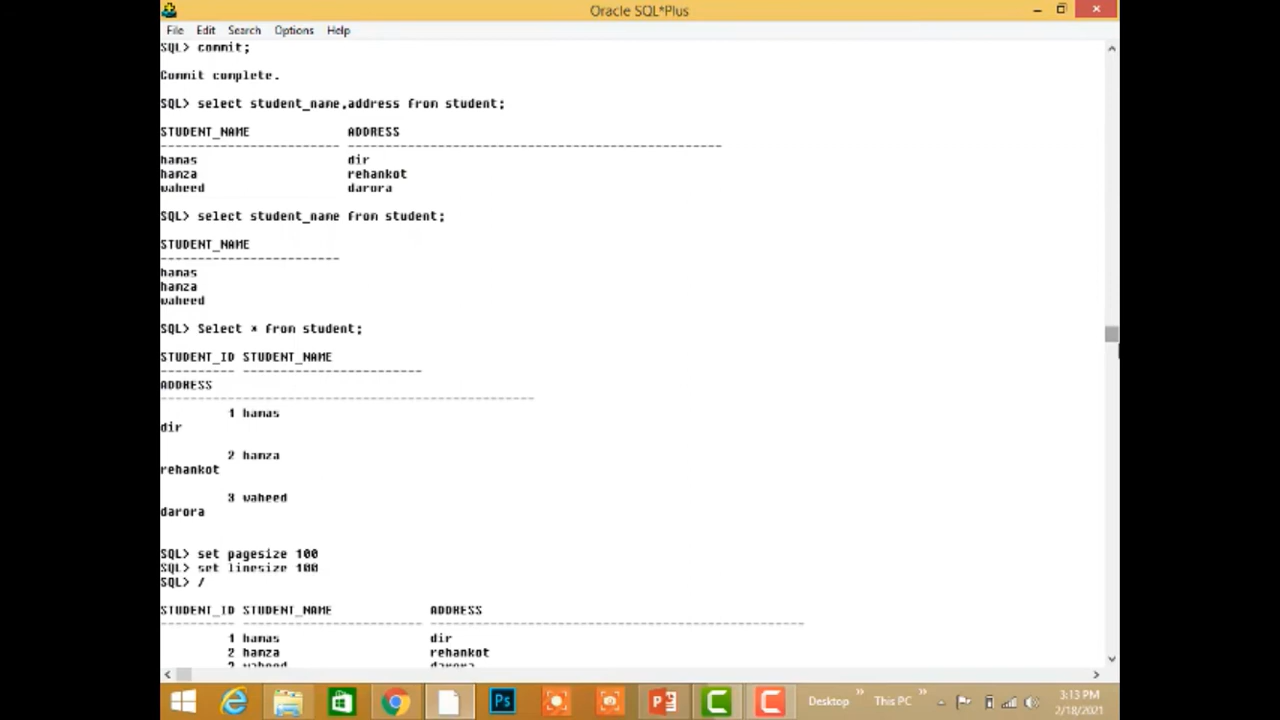 Oracle SQL*Plus
File Edit Search Options Help
SQL> commit;
Commit complete.
SQL> select student_name,address from student;
STUDENT_NAME ADDRESS
------------------------ --------------------------------------------------
hamas dir
hamza rehankot
waheed darora
SQL> select student_name from student;
STUDENT_NAME
------------------------
hamas
hamza
waheed
SQL> Select * from student;
STUDENT_ID STUDENT_NAME
---------- ------------------------
ADDRESS
--------------------------------------------------
1 hamas
dir
2 hamza
rehankot
3 waheed
darora
SQL> set pagesize 100
SQL> set linesize 100
SQL> /
STUDENT_ID STUDENT_NAME ADDRESS
---------- ------------------------ --------------------------------------------------
1 hamas dir
2 hamza rehankot
3 waheed darora
Ps
Desktop » This PC » 3:13 PM
2/18/2021